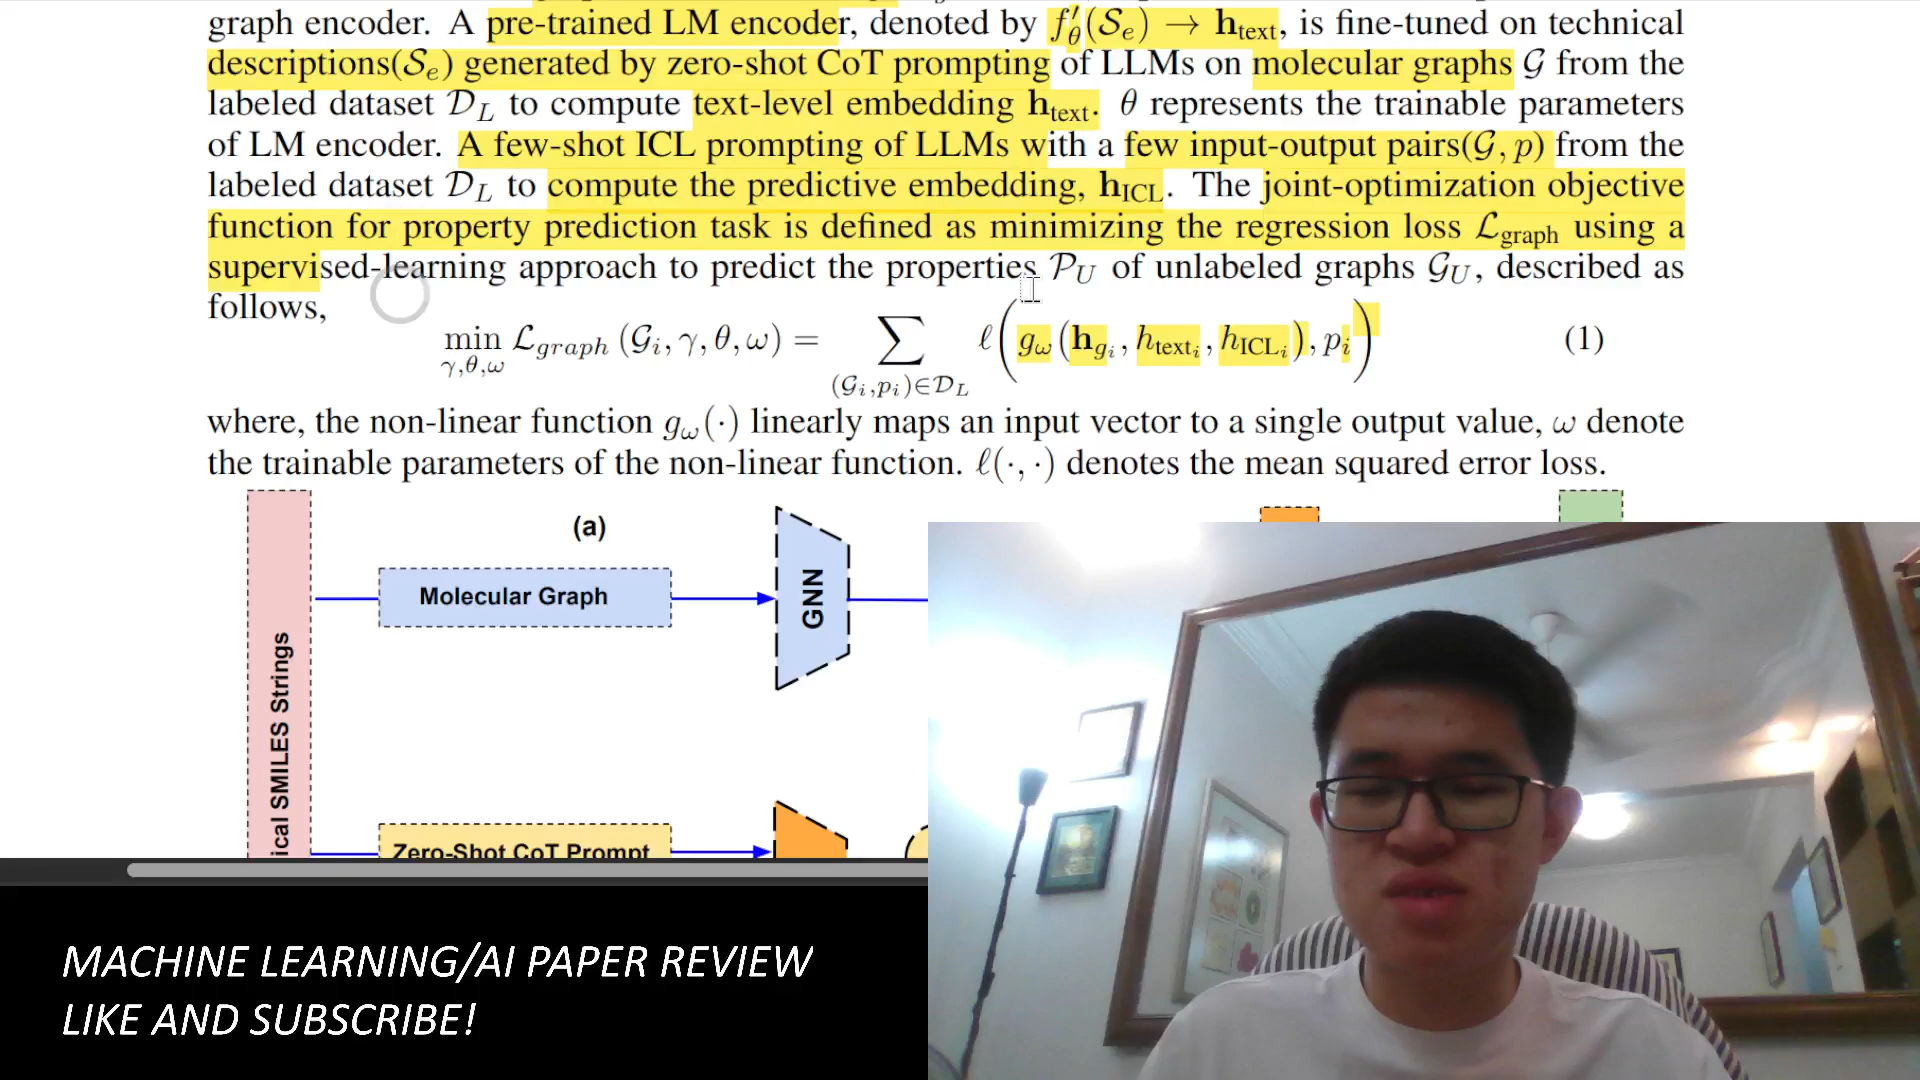 graph encoder. A pre-trained LM encoder, denoted by f′θ(Se) → htext, is fine-tuned on technical
descriptions(Se) generated by zero-shot CoT prompting of LLMs on molecular graphs G from the
labeled dataset DL to compute text-level embedding htext. θ represents the trainable parameters
of LM encoder. A few-shot ICL prompting of LLMs with a few input-output pairs(G, p) from the
labeled dataset DL to compute the predictive embedding, hICL. The joint-optimization objective
function for property prediction task is defined as minimizing the regression loss Lgraph using a
supervised-learning approach to predict the properties PU of unlabeled graphs GU, described as
follows,
min γ,θ,ω Lgraph (Gi, γ, θ, ω) = ∑ (Gi,pi)∈DL ℓ(gω(hgi, htexti, hICLi), pi) (1)
where, the non-linear function gω(·) linearly maps an input vector to a single output value, ω denote
the trainable parameters of the non-linear function. ℓ(·, ·) denotes the mean squared error loss.
(a)
Molecular Graph
GNN
ical SMILES Strings
Zero-Shot CoT Prompt
MACHINE LEARNING/AI PAPER REVIEW
LIKE AND SUBSCRIBE!